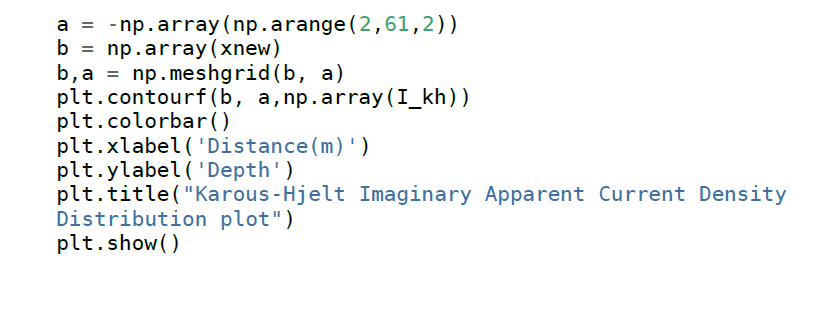 a = -np.array(np.arange(2,61,2))
b = np.array(xnew)
b,a = np.meshgrid(b, a)
plt.contourf(b, a,np.array(I_kh))
plt.colorbar()
plt.xlabel('Distance(m)')
plt.ylabel('Depth')
plt.title("Karous-Hjelt Imaginary Apparent Current Density
Distribution plot")
plt.show()